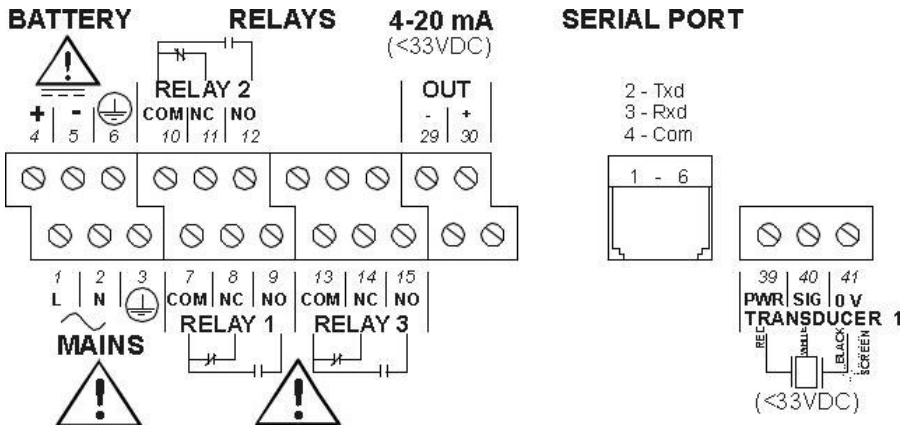 BATTERY RELAYS 4-20 mA SERIAL PORT
(<33VDC)
RELAY 2 OUT
+ - COM NC NO - +
4 5 6 10 11 12 29 30
2 - Txd
3 - Rxd
4 - Com
1 - 6
1 2 3 7 8 9 13 14 15 39 40 41
L N COM NC NO COM NC NO PWR SIG 0 V
RELAY 1 RELAY 3 TRANSDUCER 1
MAINS
RED WHITE BLACK SCREEN
(<33VDC)